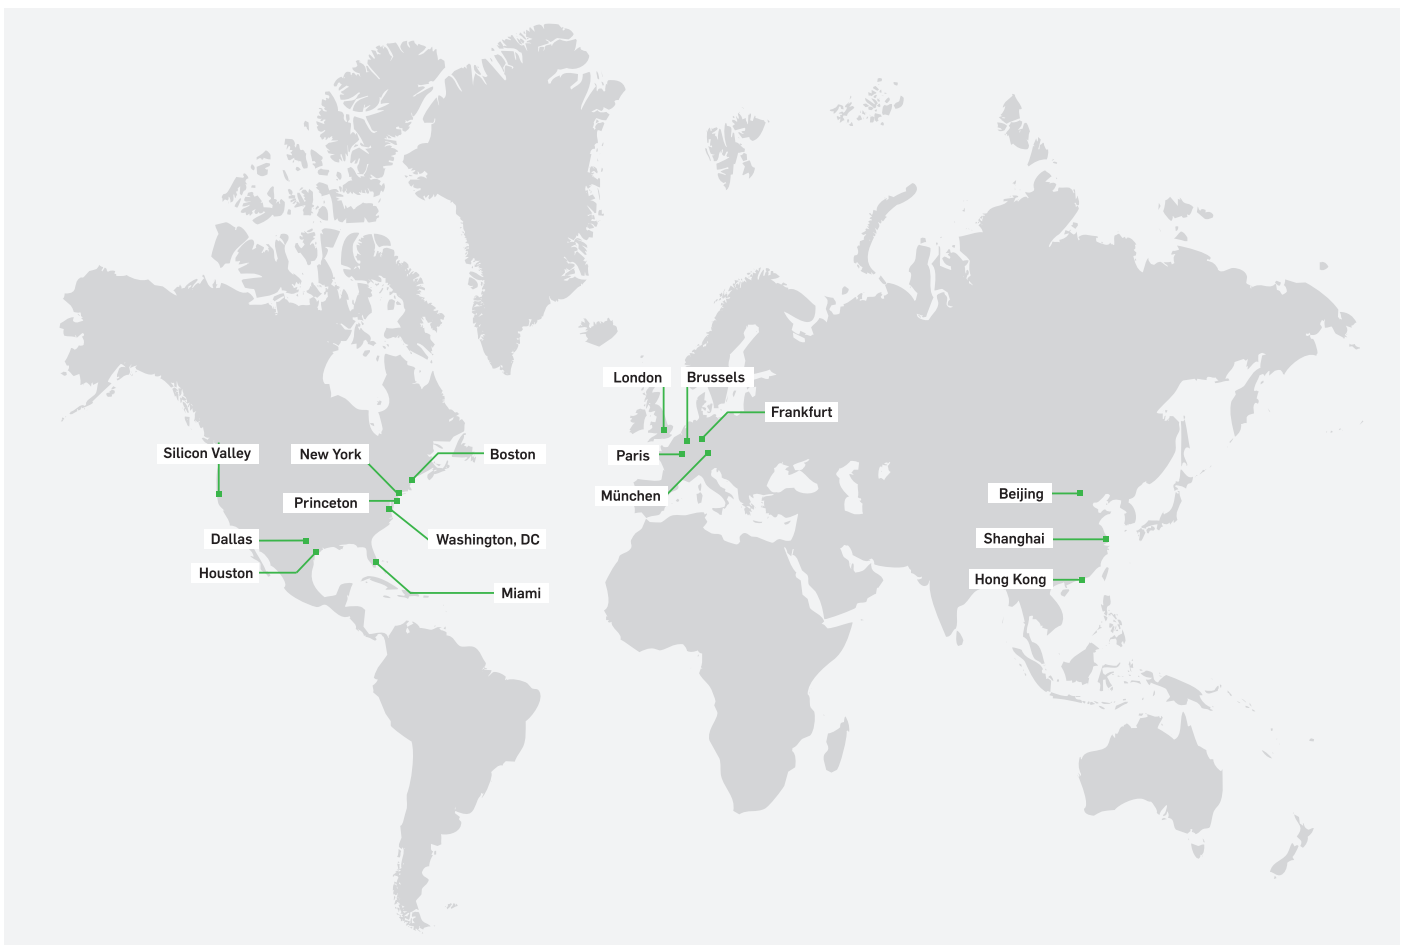 London
Brussels
Frankfurt
Silicon Valley
New York
Boston
Paris
München
Beijing
Princeton
Dallas
Washington, DC
Shanghai
Houston
Hong Kong
Miami